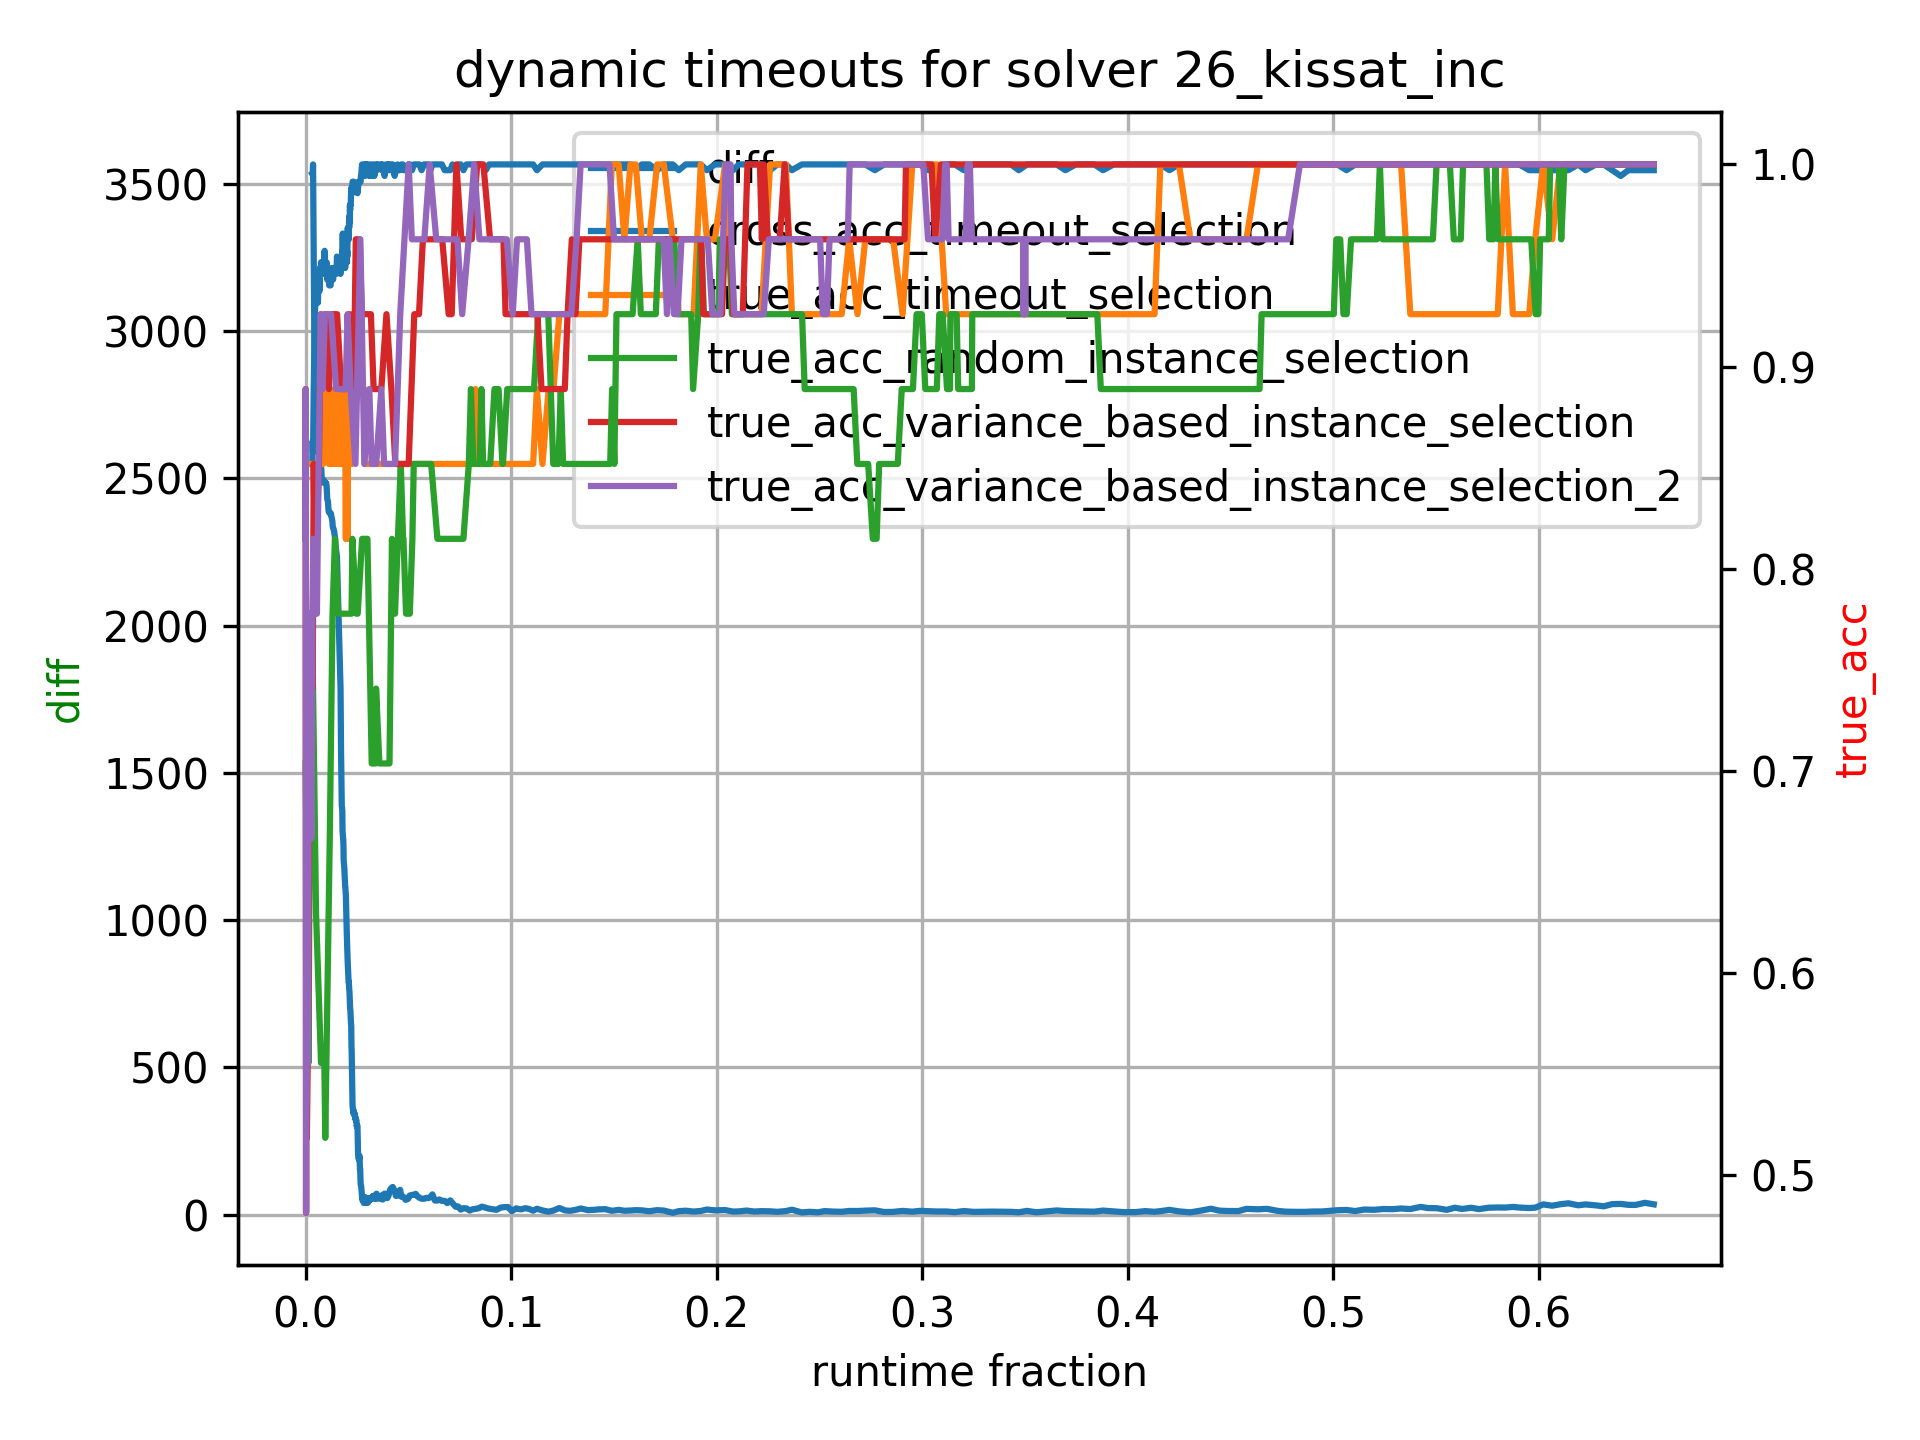 dynamic timeouts for solver 26_kissat_inc
diff
cross_acc_timeout_selection
true_acc_timeout_selection
true_acc_random_instance_selection
true_acc_variance_based_instance_selection
true_acc_variance_based_instance_selection_2
3500
3000
2500
2000
1500
1000
500
0
diff
1.0
0.9
0.8
0.7
0.6
0.5
true_acc
0.0 0.1 0.2 0.3 0.4 0.5 0.6
runtime fraction